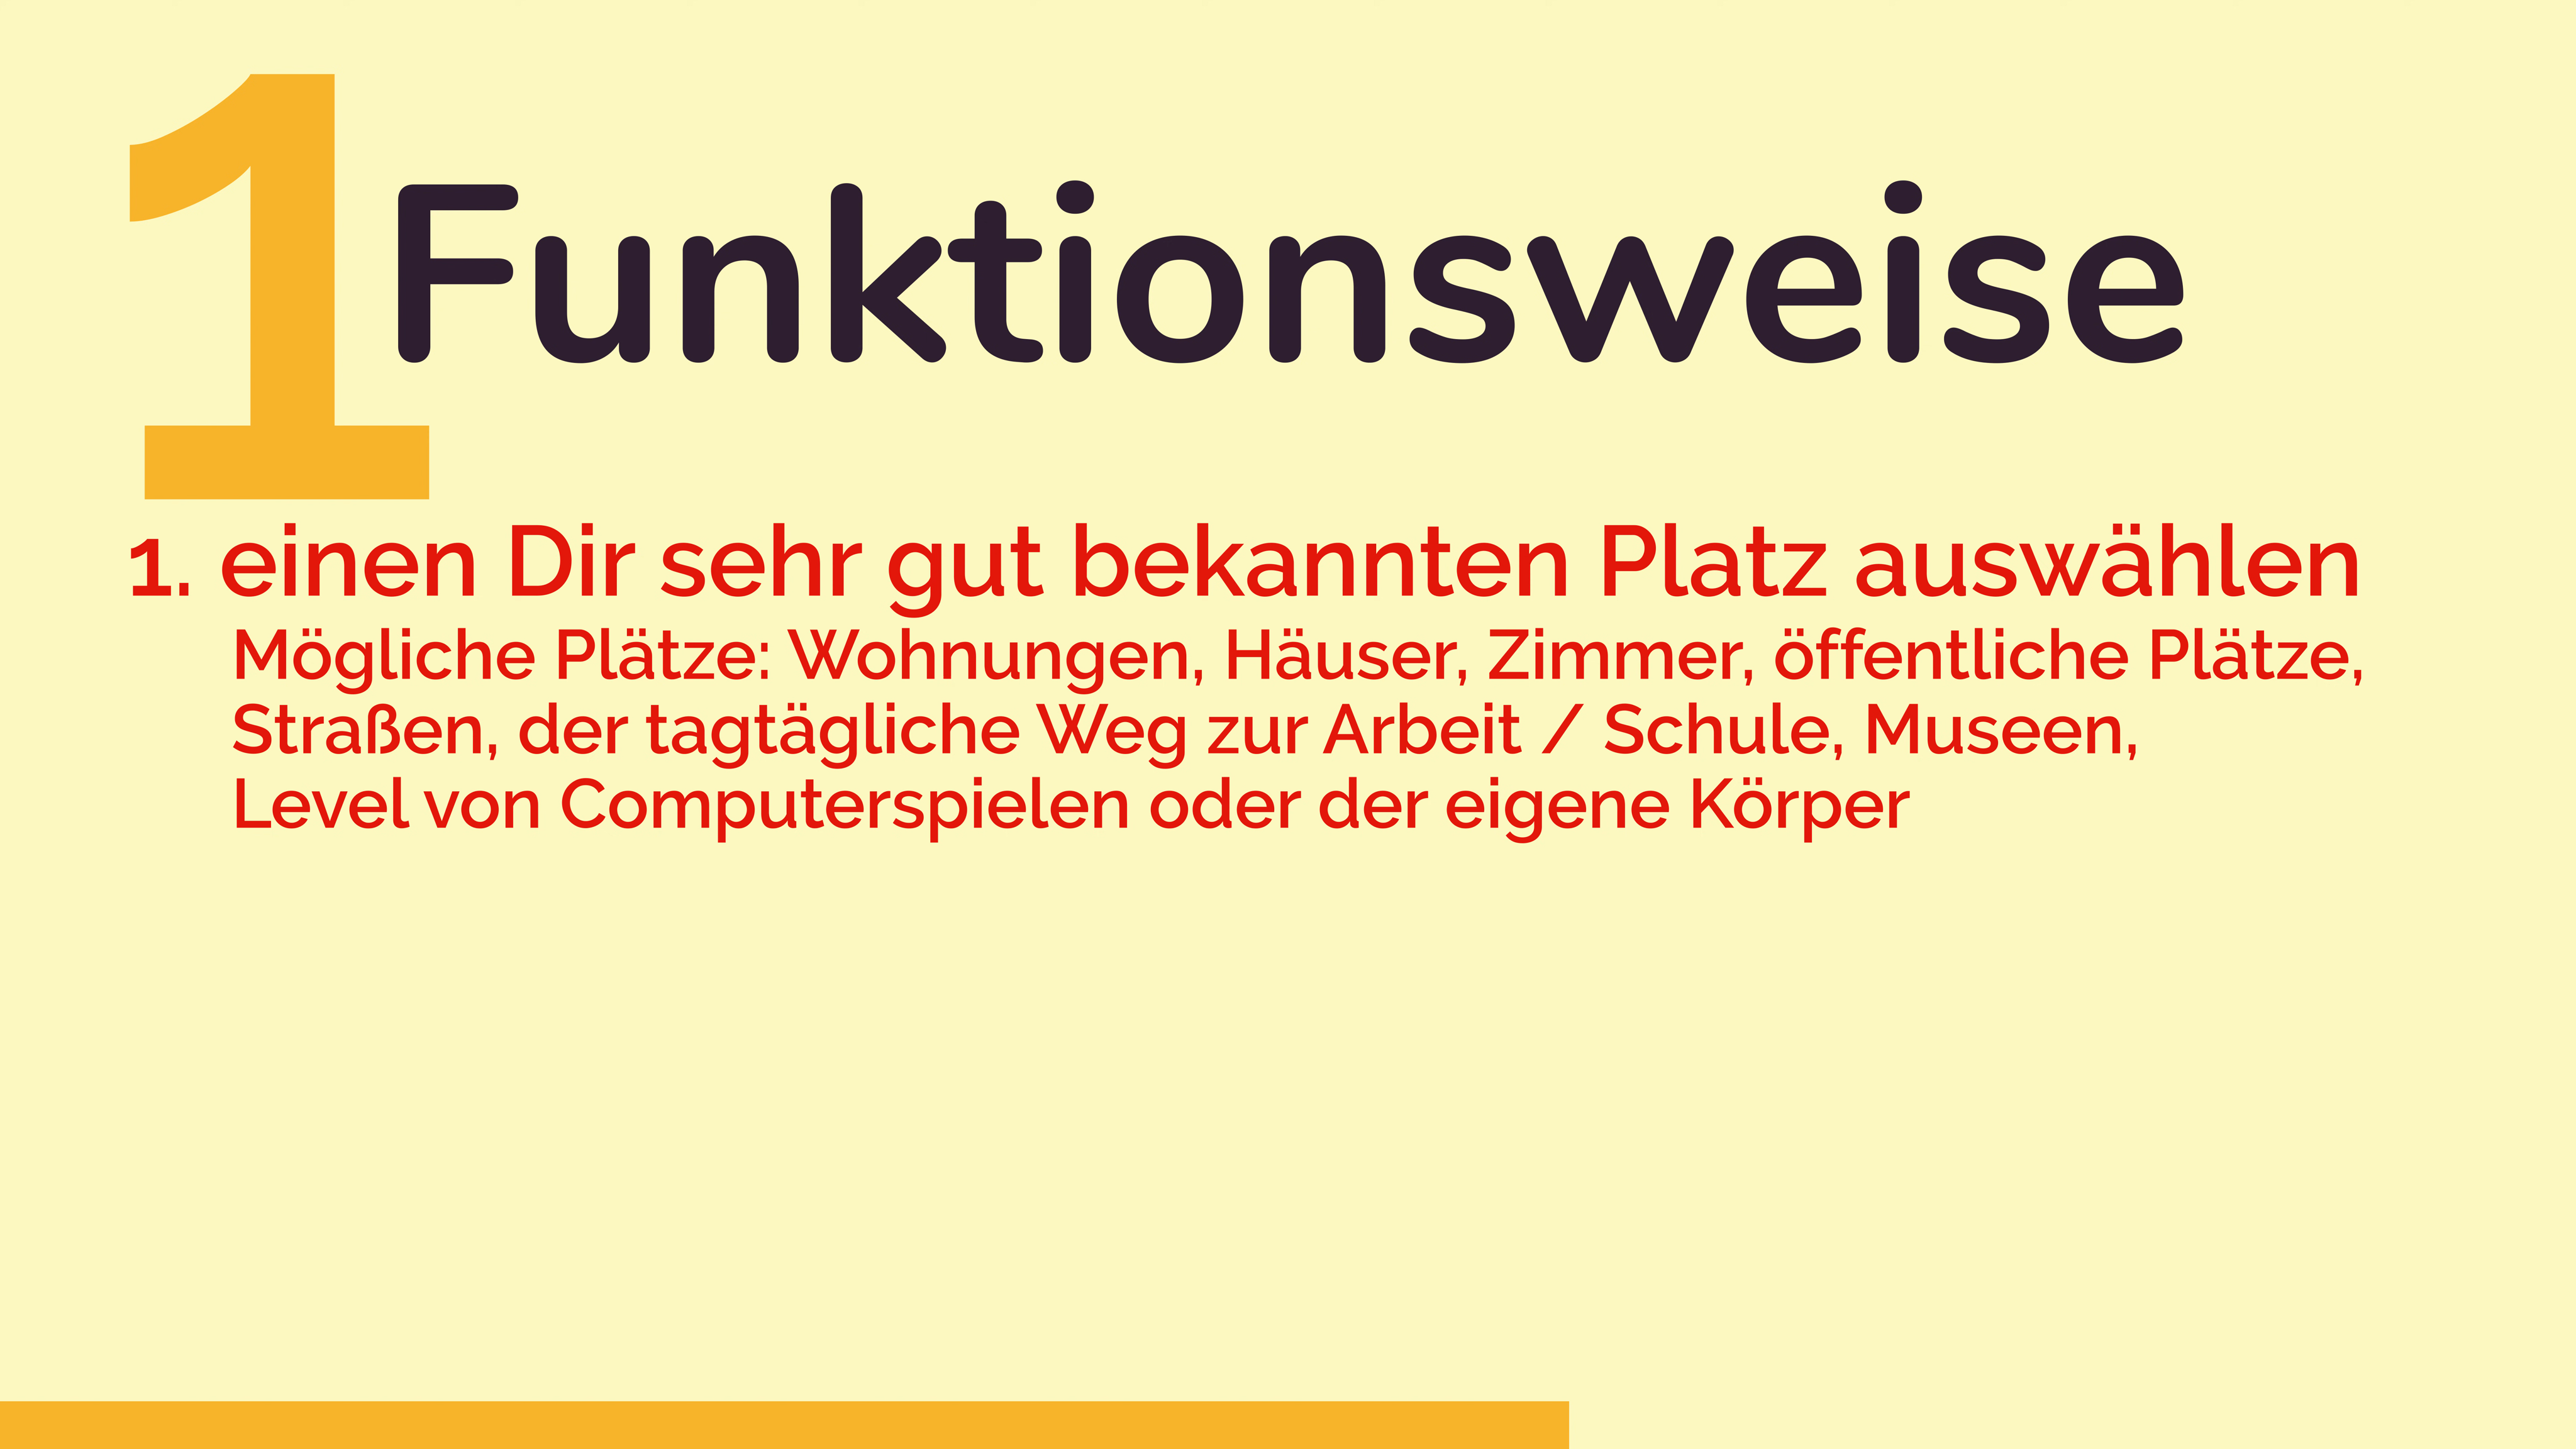 1
Funktionsweise
1. einen Dir sehr gut bekannten Platz auswählen
Mögliche Plätze: Wohnungen, Häuser, Zimmer, öffentliche Plätze,
Straßen, der tagtägliche Weg zur Arbeit / Schule, Museen,
Level von Computerspielen oder der eigene Körper